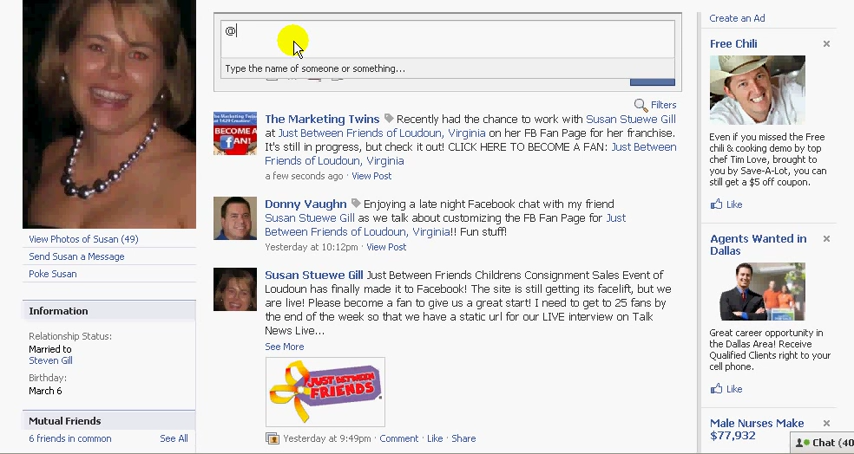 @
Type the name of someone or something...
Filters
The Marketing Twins Recently had the chance to work with Susan Stuewe Gill
at Just Between Friends of Loudoun, Virginia on her FB Fan Page for her franchise.
It's still in progress, but check it out! CLICK HERE TO BECOME A FAN: Just Between
Friends of Loudoun, Virginia
a few seconds ago · View Post
BECOME A
FAN!
Donny Vaughn Enjoying a late night Facebook chat with my friend
Susan Stuewe Gill as we talk about customizing the FB Fan Page for Just
Between Friends of Loudoun, Virginia!! Fun stuff!
Yesterday at 10:12pm · View Post
Susan Stuewe Gill Just Between Friends Childrens Consignment Sales Event of
Loudoun has finally made it to Facebook! The site is still getting its facelift, but we
are live! Please become a fan to give us a great start! I need to get to 25 fans by
the end of the week so that we have a static url for our LIVE interview on Talk
News Live...
See More
JUST BETWEEN
FRIENDS
Yesterday at 9:49pm · Comment · Like · Share
View Photos of Susan (49)
Send Susan a Message
Poke Susan
Information
Relationship Status:
Married to
Steven Gill
Birthday:
March 6
Mutual Friends
6 friends in common See All
Create an Ad
Free Chili
Even if you missed the Free
chili & cooking demo by top
chef Tim Love, brought to
you by Save-A-Lot, you can
still get a $5 off coupon.
Like
Agents Wanted in
Dallas
Great career opportunity in
the Dallas Area! Receive
Qualified Clients right to your
cell phone.
Like
Male Nurses Make
$77,932
Chat (40